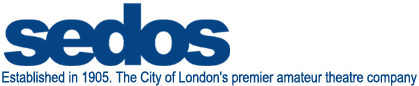 sedos
Established in 1905. The City of London's premier amateur theatre company